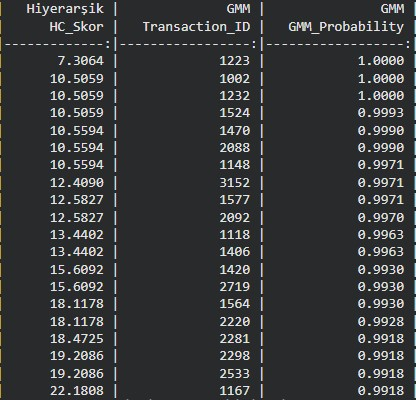 Hiyerarşik | GMM | GMM
HC_Skor | Transaction_ID | GMM_Probability |
-------------:|-----------------:|------------------:|
7.3064 | 1223 | 1.0000 |
10.5059 | 1002 | 1.0000 |
10.5059 | 1232 | 1.0000 |
10.5059 | 1524 | 0.9993 |
10.5594 | 1470 | 0.9990 |
10.5594 | 2088 | 0.9990 |
10.5594 | 1148 | 0.9971 |
12.4090 | 3152 | 0.9971 |
12.5827 | 1577 | 0.9971 |
12.5827 | 2092 | 0.9970 |
13.4402 | 1118 | 0.9963 |
13.4402 | 1406 | 0.9963 |
15.6092 | 1420 | 0.9930 |
15.6092 | 2719 | 0.9930 |
18.1178 | 1564 | 0.9930 |
18.1178 | 2220 | 0.9928 |
18.4725 | 2281 | 0.9918 |
19.2086 | 2298 | 0.9918 |
19.2086 | 2533 | 0.9918 |
22.1808 | 1167 | 0.9918 |